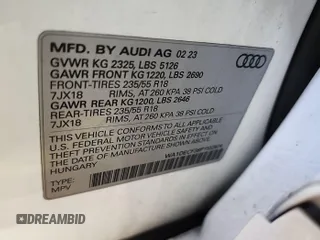 MFD. BY AUDI AG 02 23
GVWR KG 2325, LBS 5126
GAWR FRONT KG 1220, LBS 2690
FRONT-TIRES 235/55 R18
7JX18 RIMS, AT 260 KPA 38 PSI COLD
GAWR REAR KG 1200, LBS 2646
REAR-TIRES 235/55 R18
7JX18 RIMS, AT 260 KPA 38 PSI COLD
THIS VEHICLE CONFORMS TO ALL APPLICABLE
U.S. FEDERAL MOTOR VEHICLE SAFETY
AND THEFT PREVENTION STANDARDS IN
EFFECT ON THE DATE OF MANUFACTURE
SHOWN ABOVE.
HUNGARY
TYPE:
MPV
DREAMBID
DREAMBID.COM